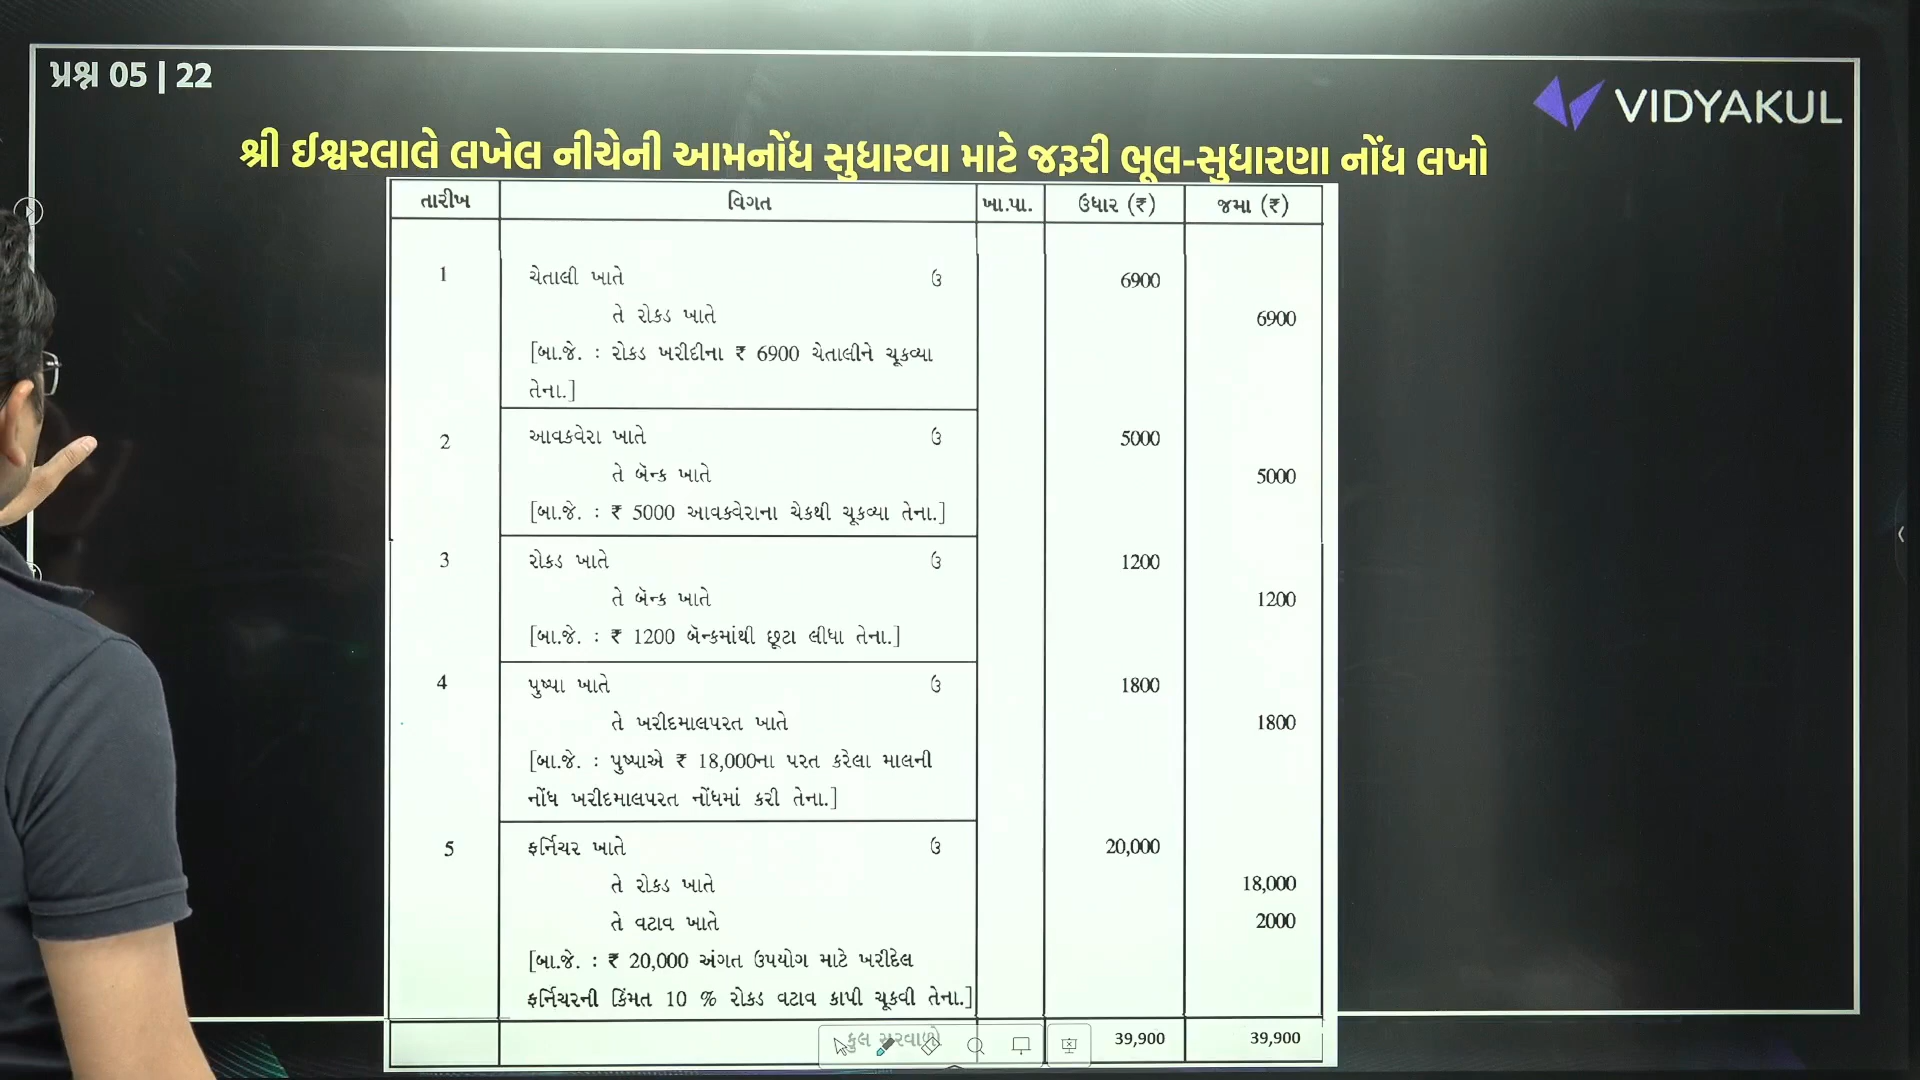 પ્રશ્ન 05 | 22
VIDYAKUL
શ્રી ઈશ્વરલાલે લખેલ નીચેની આમનોંધ સુધારવા માટે જરૂરી ભૂલ-સુધારણા નોંધ લખો
તારીખ વિગત ખા.પા. ઉધાર (₹) જમા (₹)
1 ચેતાલી ખાતે ઉ 6900
તે રોકડ ખાતે 6900
[બા.જે. : રોકડ ખરીદીના ₹ 6900 ચેતાલીને ચૂકવ્યા
તેના.]
2 આવકવેરા ખાતે ઉ 5000
તે બૅન્ક ખાતે 5000
[બા.જે. : ₹ 5000 આવકવેરાના ચેકથી ચૂકવ્યા તેના.]
3 રોકડ ખાતે ઉ 1200
તે બૅન્ક ખાતે 1200
[બા.જે. : ₹ 1200 બૅન્કમાંથી છૂટા લીધા તેના.]
4 પુષ્પા ખાતે ઉ 1800
તે ખરીદમાલપરત ખાતે 1800
[બા.જે. : પુષ્પાએ ₹ 18,000ના પરત કરેલા માલની
નોંધ ખરીદમાલપરત નોંધમાં કરી તેના.]
5 ફર્નિચર ખાતે ઉ 20,000
તે રોકડ ખાતે 18,000
તે વટાવ ખાતે 2000
[બા.જે. : ₹ 20,000 અંગત ઉપયોગ માટે ખરીદેલ
ફર્નિચરની કિંમત 10 % રોકડ વટાવ કાપી ચૂકવી તેના.]
કુલ સરવાળો 39,900 39,900